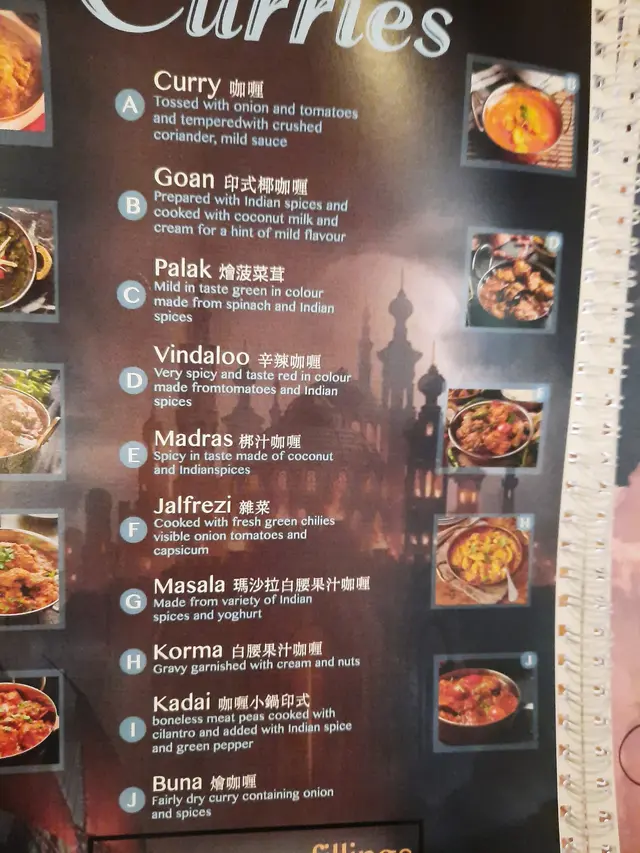 Curries
A
Curry 咖喱
Tossed with onion and tomatoes
and temperedwith crushed
coriander, mild sauce
B
Goan 印式椰咖喱
Prepared with Indian spices and
cooked with coconut milk and
cream for a hint of mild flavour
C
Palak 燴菠菜茸
Mild in taste green in colour
made from spinach and Indian
spices
D
Vindaloo 辛辣咖喱
Very spicy and taste red in colour
made fromtomatoes and Indian
spices
E
Madras 梆汁咖喱
Spicy in taste made of coconut
and Indianspices
F
Jalfrezi 雜菜
Cooked with fresh green chilies
visible onion tomatoes and
capsicum
G
Masala 瑪沙拉白腰果汁咖喱
Made from variety of Indian
spices and yoghurt
H
Korma 白腰果汁咖喱
Gravy garnished with cream and nuts
I
Kadai 咖喱小鍋印式
boneless meat peas cooked with
cilantro and added with Indian spice
and green pepper
J
Buna 燴咖喱
Fairly dry curry containing onion
and spices
fillings
B
D
F
H
J